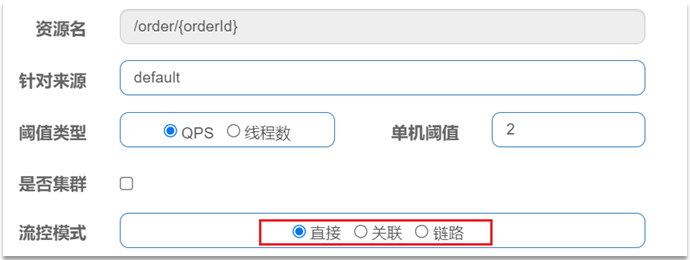 资源名 /order/{orderId}
针对来源 default
阈值类型 QPS 线程数 单机阈值 2
是否集群
流控模式 直接 关联 链路